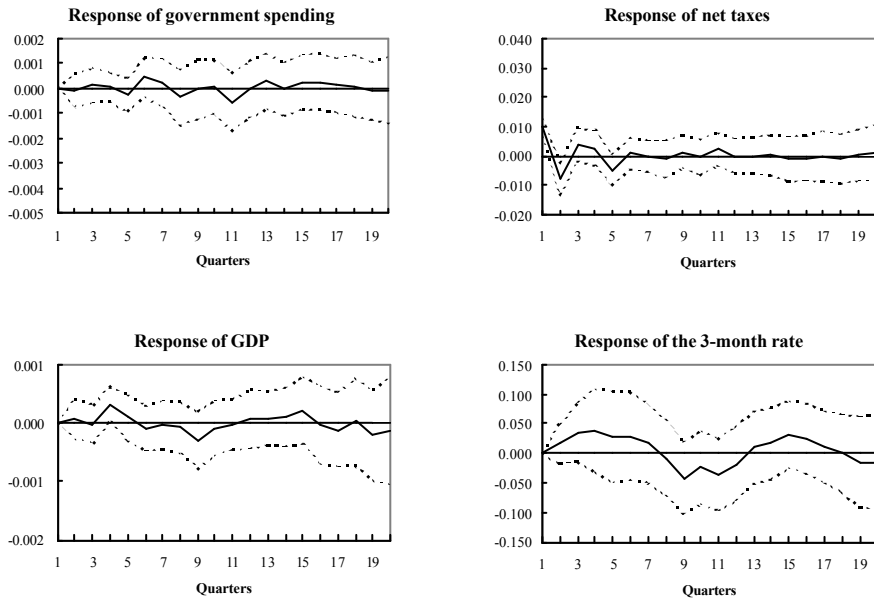 Response of government spending
0.002
0.001
0.000
-0.001
-0.002
-0.003
-0.004
-0.005
1 3 5 7 9 11 13 15 17 19
Quarters
Response of net taxes
0.040
0.030
0.020
0.010
0.000
-0.010
-0.020
1 3 5 7 9 11 13 15 17 19
Quarters
Response of GDP
0.001
0.000
-0.001
-0.002
1 3 5 7 9 11 13 15 17 19
Quarters
Response of the 3-month rate
0.150
0.100
0.050
0.000
-0.050
-0.100
-0.150
1 3 5 7 9 11 13 15 17 19
Quarters